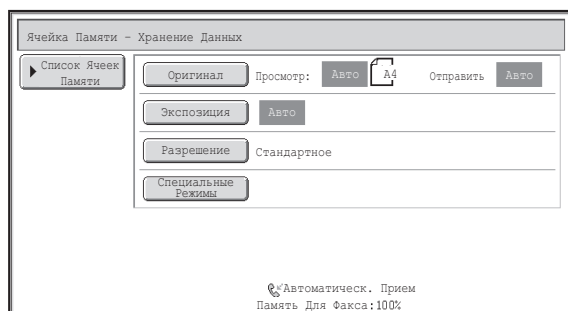 Ячейка Памяти - Хранение Данных
Список Ячеек
Памяти
Оригинал Просмотр: Авто A4 Отправить Авто
Экспозиция Авто
Разрешение Стандартное
Специальные
Режимы
Автоматическ. Прием
Память Для Факса:100%